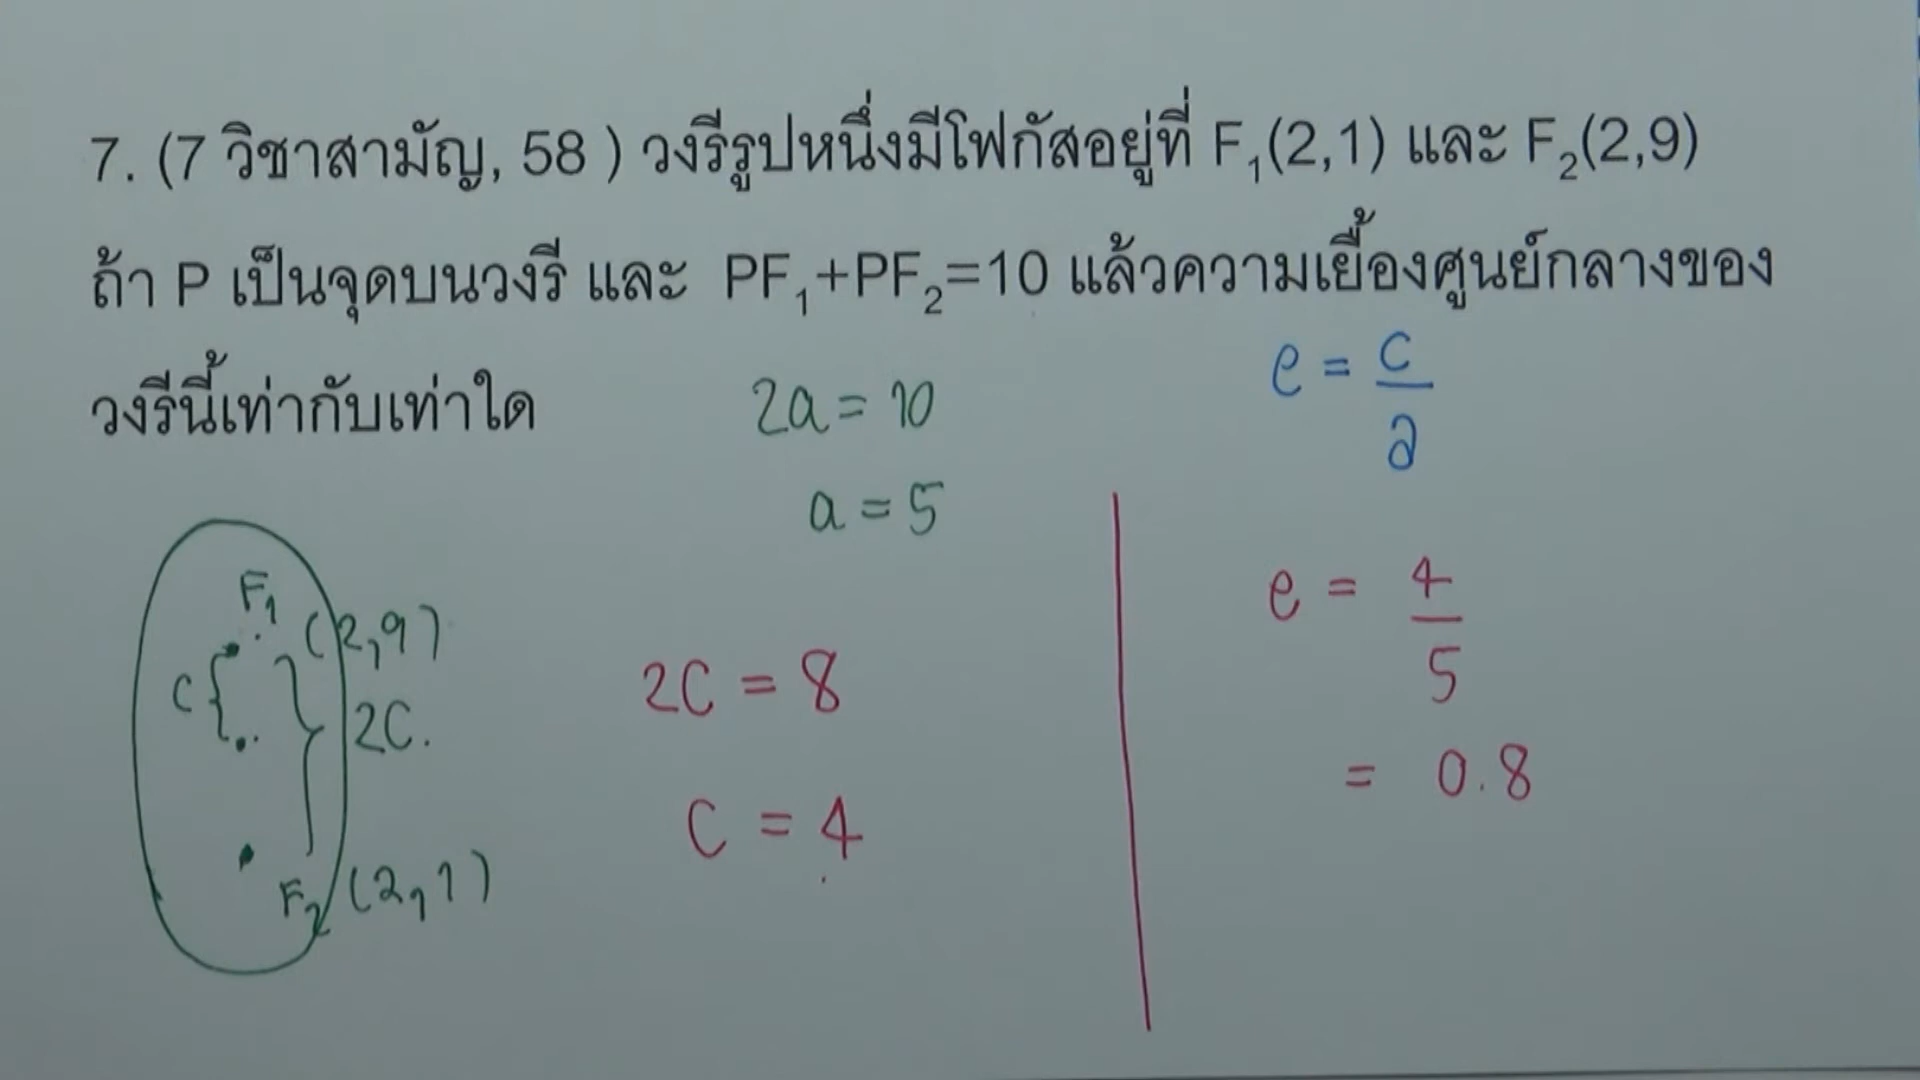 7. (7 วิชาสามัญ, 58 ) วงรีรูปหนึ่งมีโฟกัสอยู่ที่ F₁(2,1) และ F₂(2,9)
ถ้า P เป็นจุดบนวงรี และ PF₁+PF₂=10 แล้วความเยื้องศูนย์กลางของ
วงรีนี้เท่ากับเท่าใด
2a = 10
a = 5
e = c/a
F₁ (2,9)
c
2c.
F₂ (2,1)
2c = 8
c = 4
e = 4/5
= 0.8